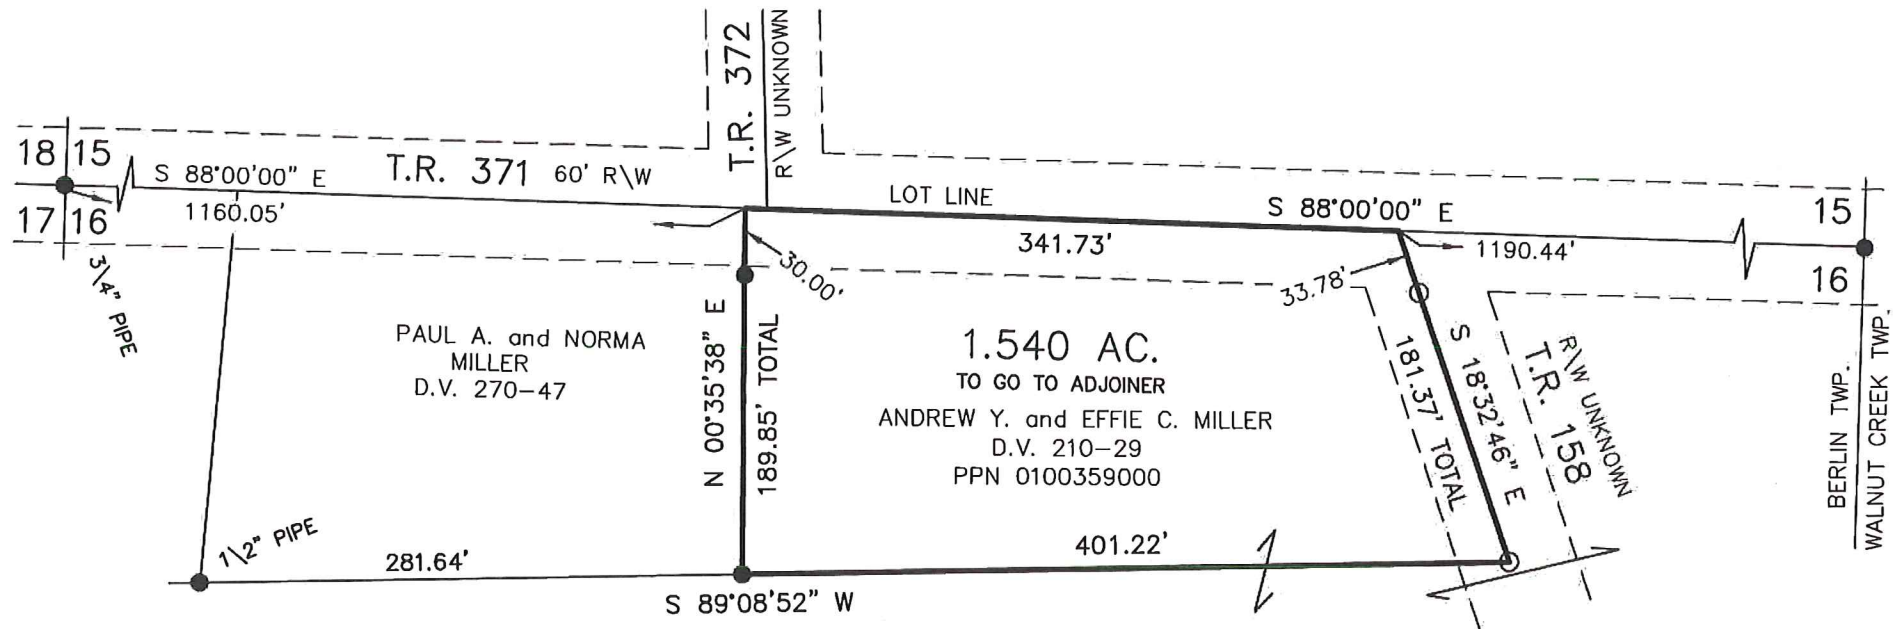 T.R. 372
R\W UNKNOWN
18 15
17 16
S 88°00'00" E
T.R. 371 60' R\W
1160.05'
3\4" PIPE
LOT LINE
S 88°00'00" E
341.73'
1190.44'
15
16
30.00'
33.78'
PAUL A. and NORMA
MILLER
D.V. 270-47
N 00°35'38" E
189.85' TOTAL
1.540 AC.
TO GO TO ADJOINER
ANDREW Y. and EFFIE C. MILLER
D.V. 210-29
PPN 0100359000
S 18°32'46" E
181.37' TOTAL
R\W UNKNOWN
T.R. 158
BERLIN TWP.
WALNUT CREEK TWP.
1\2" PIPE
281.64'
401.22'
S 89°08'52" W